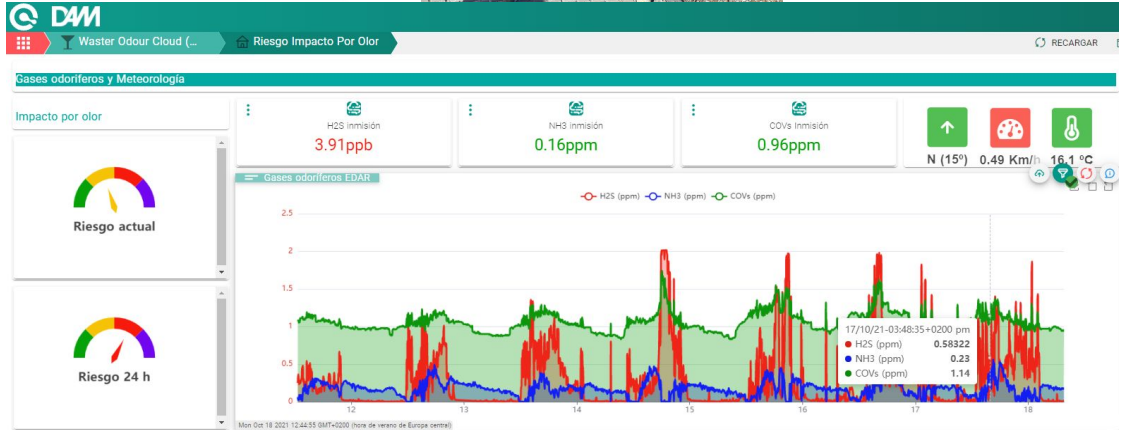 DAM
Waster Odour Cloud (...
Riesgo Impacto Por Olor
RECARGAR
Gases odoriferos y Meteorología
Impacto por olor
H2S inmisión
3.91ppb
NH3 inmisión
0.16ppm
COVs Inmisión
0.96ppm
N (15º)
0.49 Km/h
16.1 ºC
Riesgo actual
Gases odoríferos EDAR
H2S (ppm) NH3 (ppm) COVs (ppm)
2.5
2
1.5
1
0.5
0
12 13 14 15 16 17 18
17/10/21-03:48:35+0200 pm
H2S (ppm) 0.58322
NH3 (ppm) 0.23
COVs (ppm) 1.14
Riesgo 24 h
Mon Oct 18 2021 12:44:55 GMT+0200 (hora de verano de Europa central)